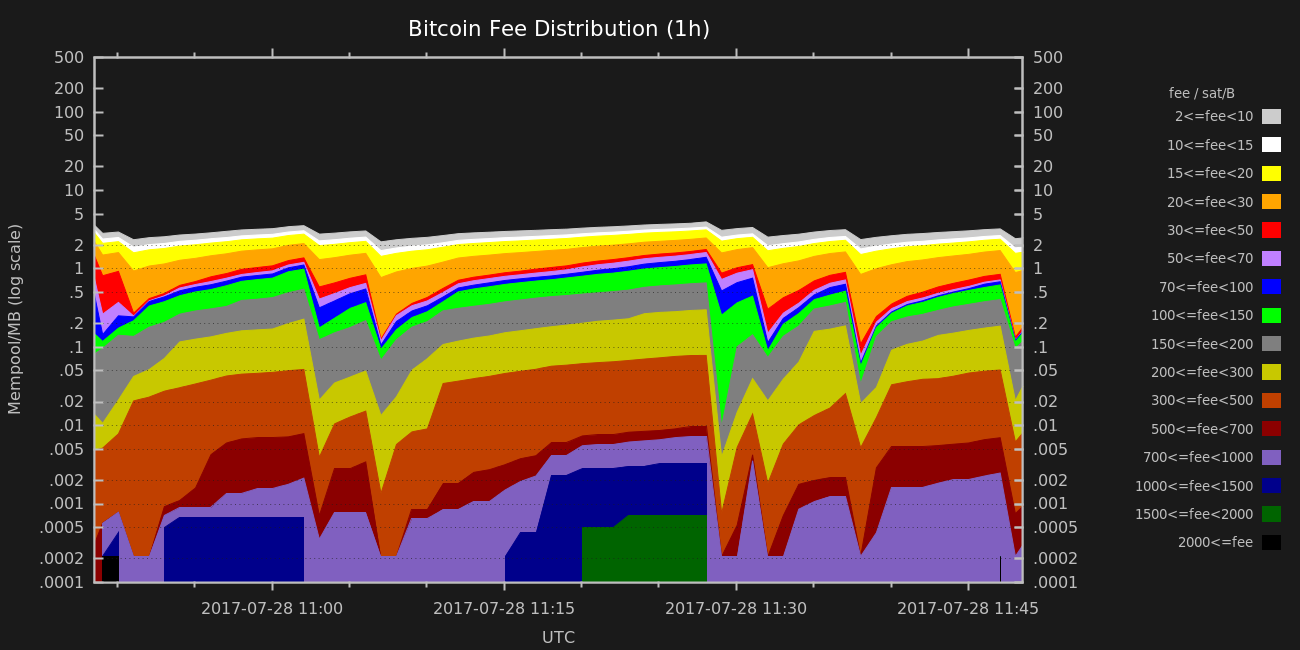 Bitcoin Fee Distribution (1h)
Mempool/MB (log scale)
500
200
100
50
20
10
5
2
1
.5
.2
.1
.05
.02
.01
.005
.002
.001
.0005
.0002
.0001
500
200
100
50
20
10
5
2
1
.5
.2
.1
.05
.02
.01
.005
.002
.001
.0005
.0002
.0001
fee / sat/B
2<=fee<10
10<=fee<15
15<=fee<20
20<=fee<30
30<=fee<50
50<=fee<70
70<=fee<100
100<=fee<150
150<=fee<200
200<=fee<300
300<=fee<500
500<=fee<700
700<=fee<1000
1000<=fee<1500
1500<=fee<2000
2000<=fee
2017-07-28 11:00 2017-07-28 11:15 2017-07-28 11:30 2017-07-28 11:45
UTC